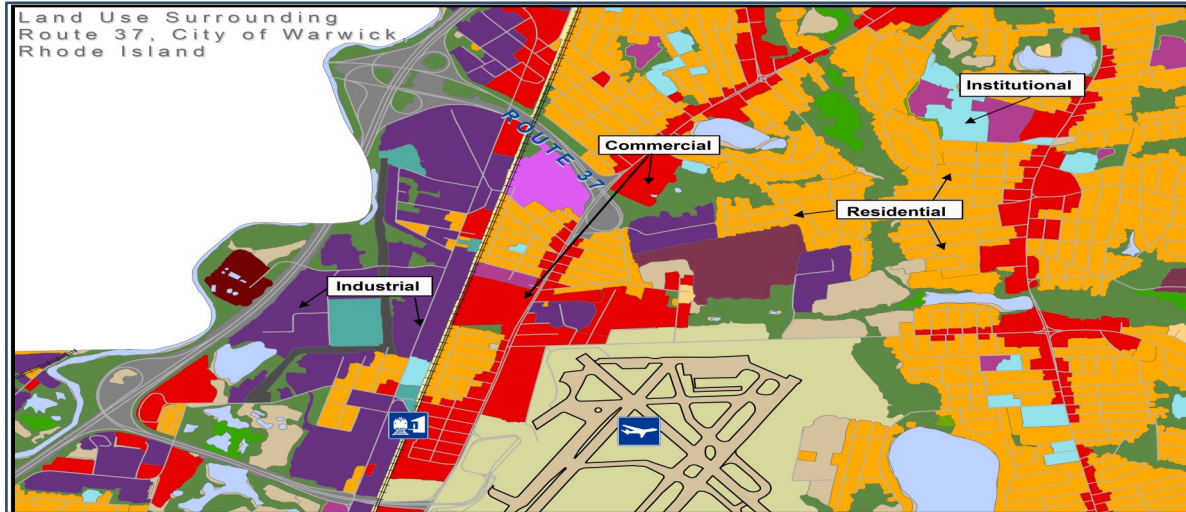 Land Use Surrounding
Route 37, City of Warwick,
Rhode Island
Institutional
ROUTE 37
Commercial
Residential
Industrial